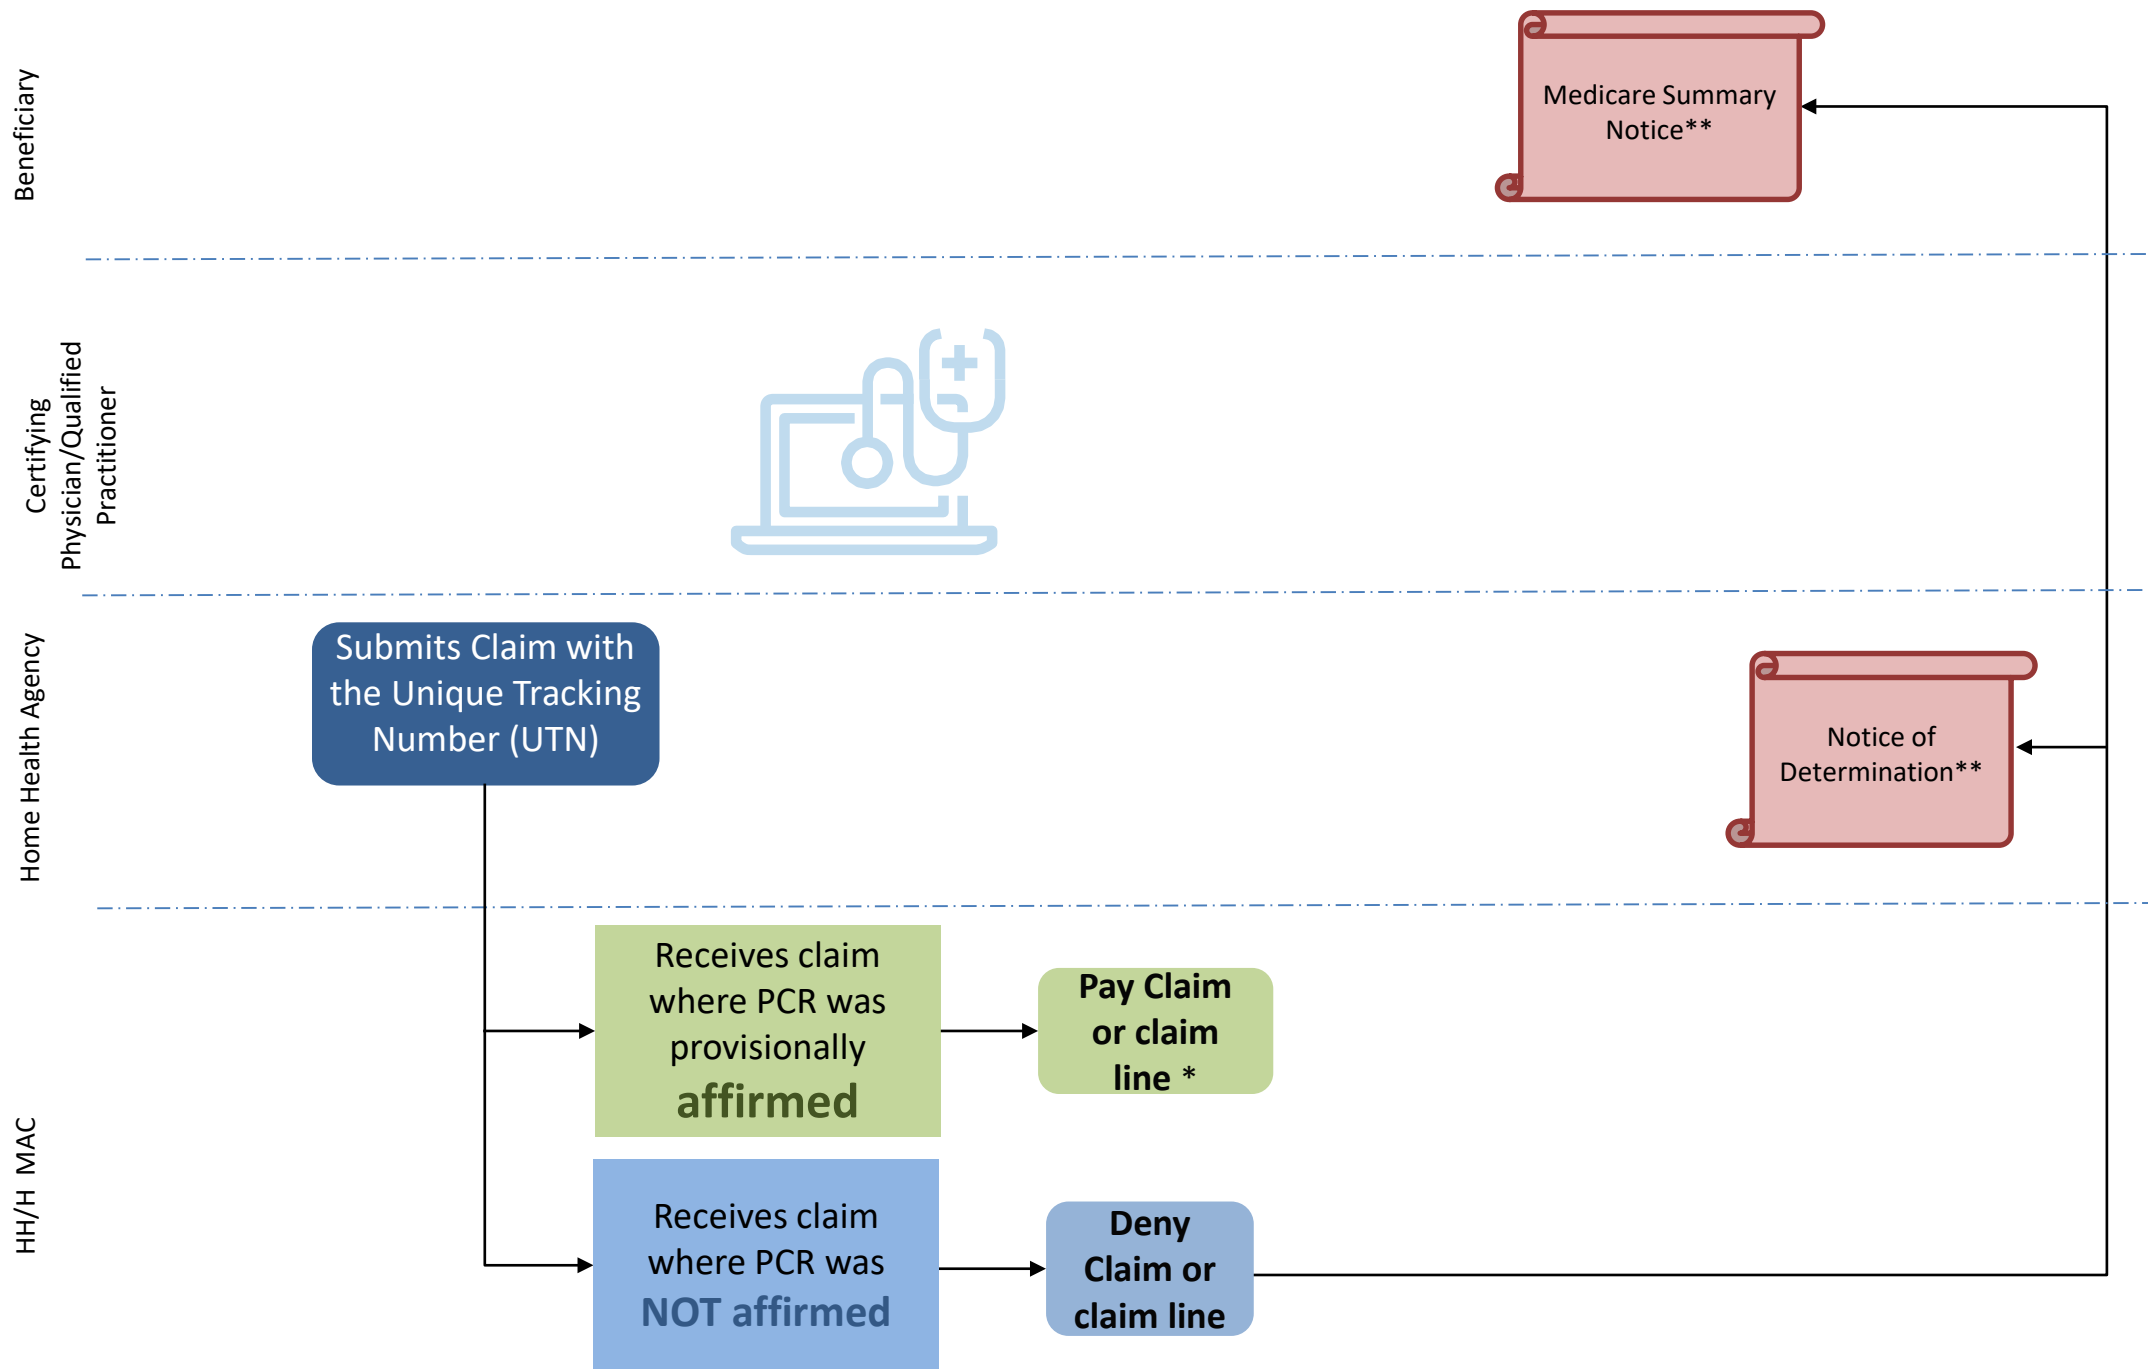 Beneficiary
Medicare Summary
Notice**
Certifying
Physician/Qualified
Practitioner
Home Health Agency
Submits Claim with
the Unique Tracking
Number (UTN)
Notice of
Determination**
HH/H MAC
Receives claim
where PCR was
provisionally
affirmed
Pay Claim
or claim
line *
Receives claim
where PCR was
NOT affirmed
Deny
Claim or
claim line